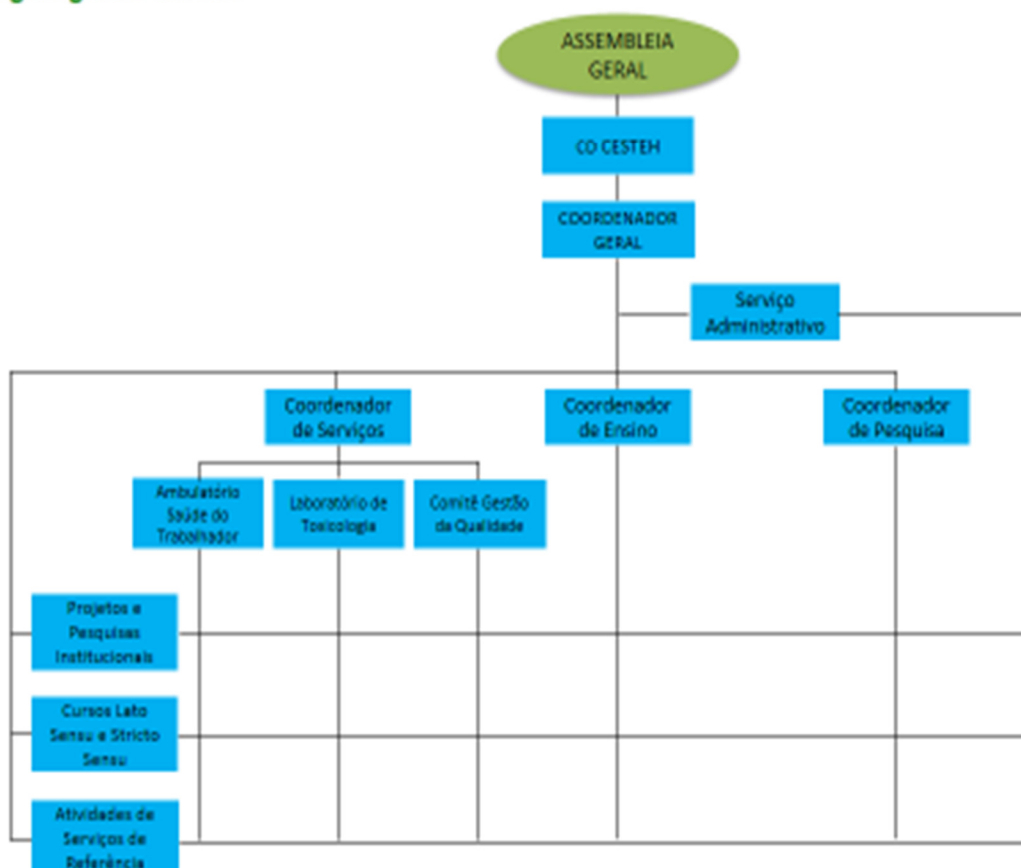 ASSEMBLEIA
GERAL
CO CESTEH
COORDENADOR
GERAL
Serviço
Administrativo
Coordenador
de Serviços
Coordenador
de Ensino
Coordenador
de Pesquisa
Ambulatório
Saúde do
Trabalhador
Laboratório de
Toxicologia
Comitê Gestão
da Qualidade
Projetos e
Pesquisas
Institucionais
Cursos Lato
Sensu e Stricto
Sensu
Atividades de
Serviços de
Referência